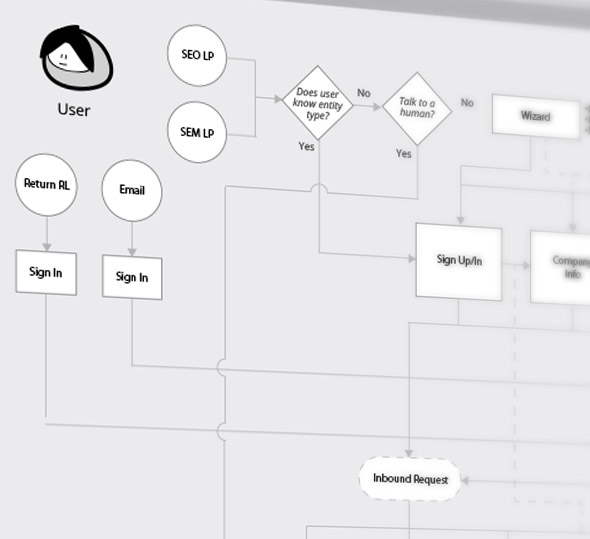 User
SEO LP
SEM LP
Does user
know entity
type?
No
Talk to a
human?
No
Wizard
Yes
Yes
Return RL
Email
Sign In
Sign In
Sign Up/In
Company
Info
Inbound Request